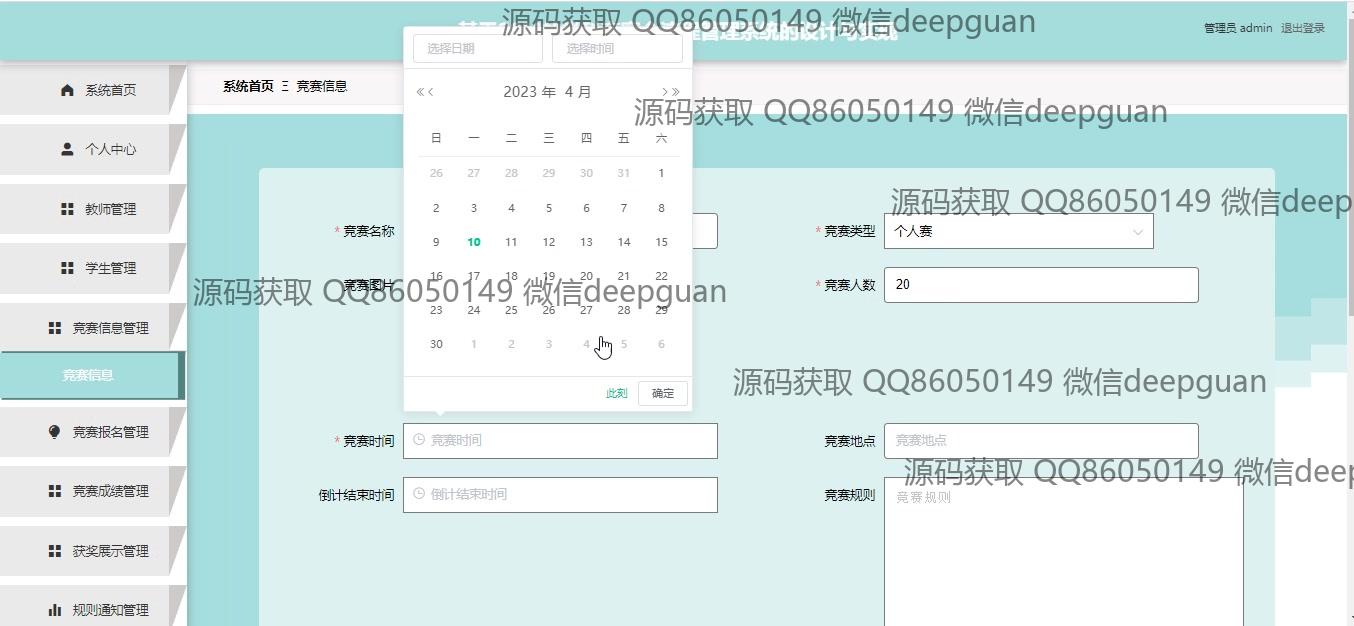 源码获取 QQ86050149 微信deepguan
管理系统的设计与实现
管理员 admin 退出登录
系统首页
个人中心
教师管理
学生管理
竞赛信息管理
竞赛信息
竞赛报名管理
竞赛成绩管理
获奖展示管理
规则通知管理
系统首页 Ξ 竞赛信息
源码获取 QQ86050149 微信deepguan
源码获取 QQ86050149 微信deep
选择日期 选择时间
2023 年 4 月
日 一 二 三 四 五 六
26 27 28 29 30 31 1
2 3 4 5 6 7 8
9 10 11 12 13 14 15
16 17 18 19 20 21 22
23 24 25 26 27 28 29
30 1 2 3 4 5 6
此刻 确定
* 竞赛名称
* 竞赛类型 个人赛
竞赛图片
* 竞赛人数 20
源码获取 QQ86050149 微信deepguan
源码获取 QQ86050149 微信deepguan
* 竞赛时间 竞赛时间
竞赛地点 竞赛地点
源码获取 QQ86050149 微信deep
倒计结束时间 倒计结束时间
竞赛规则 竞赛规则